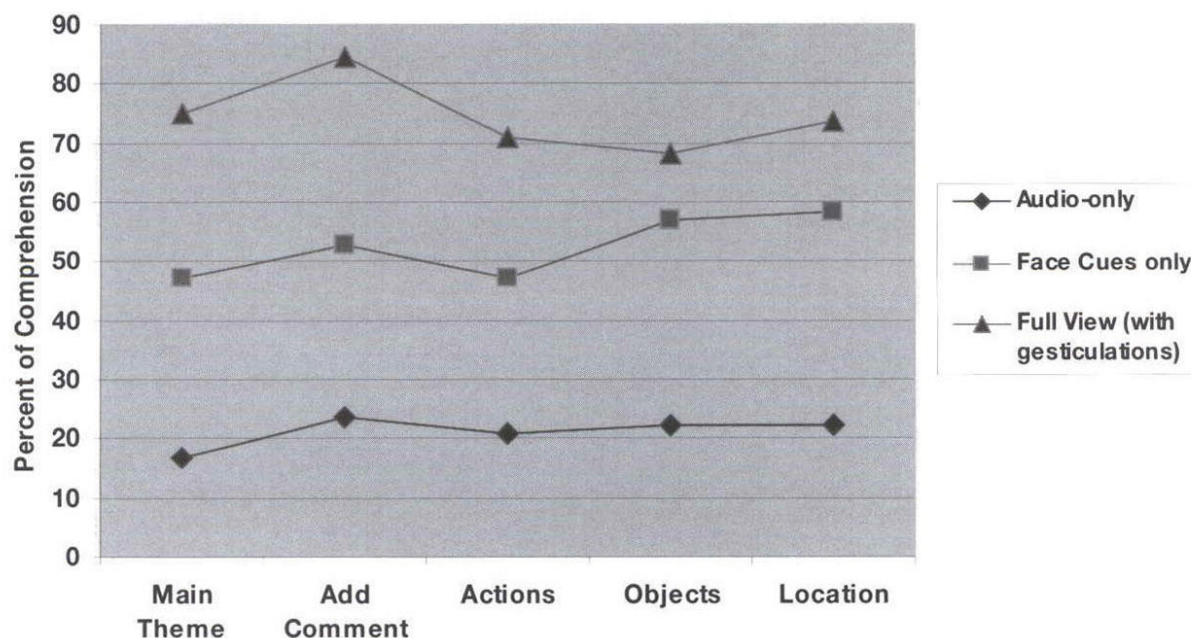 90
80
70
60
50
40
30
20
10
0
Percent of Comprehension
Main
Theme
Add
Comment
Actions
Objects
Location
Audio-only
Face Cues only
Full View (with
gesticulations)